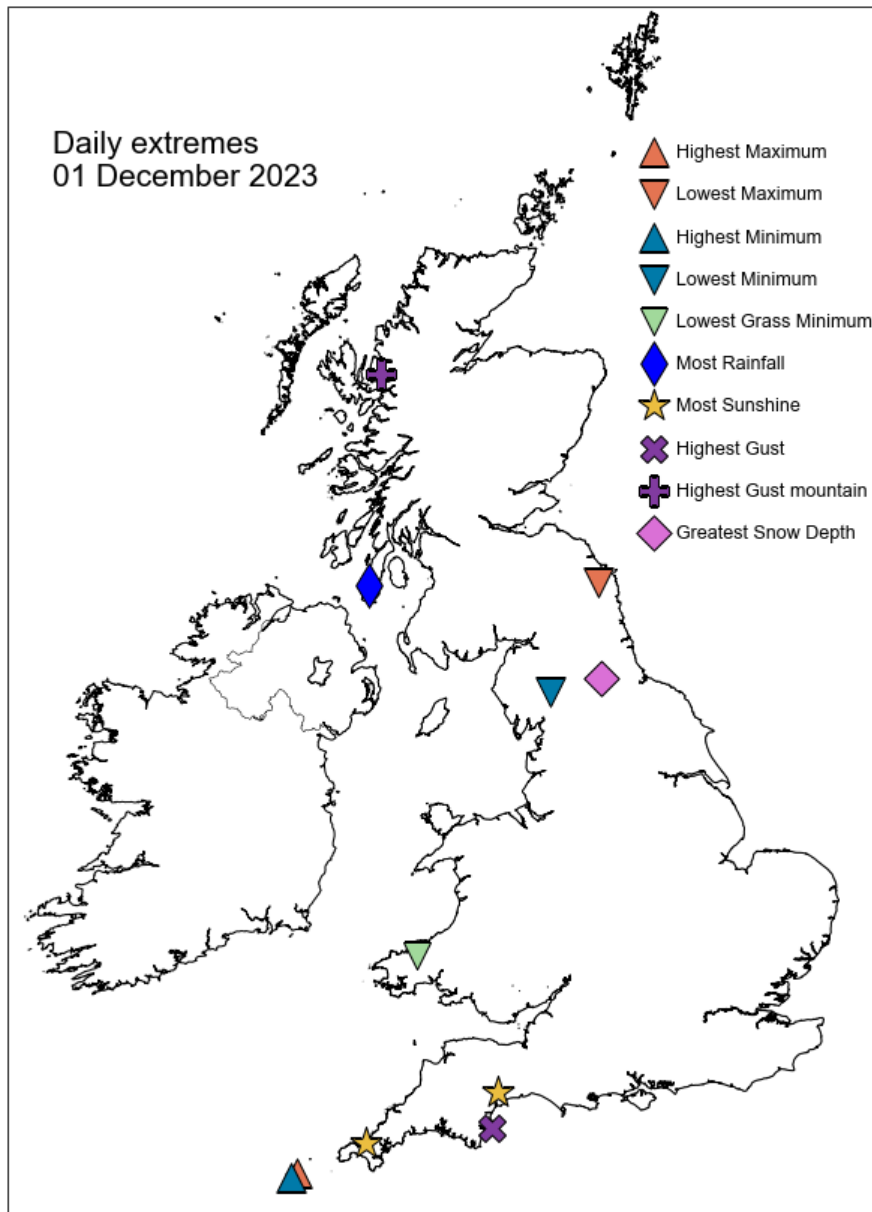 Daily extremes
01 December 2023
Highest Maximum
Lowest Maximum
Highest Minimum
Lowest Minimum
Lowest Grass Minimum
Most Rainfall
Most Sunshine
Highest Gust
Highest Gust mountain
Greatest Snow Depth